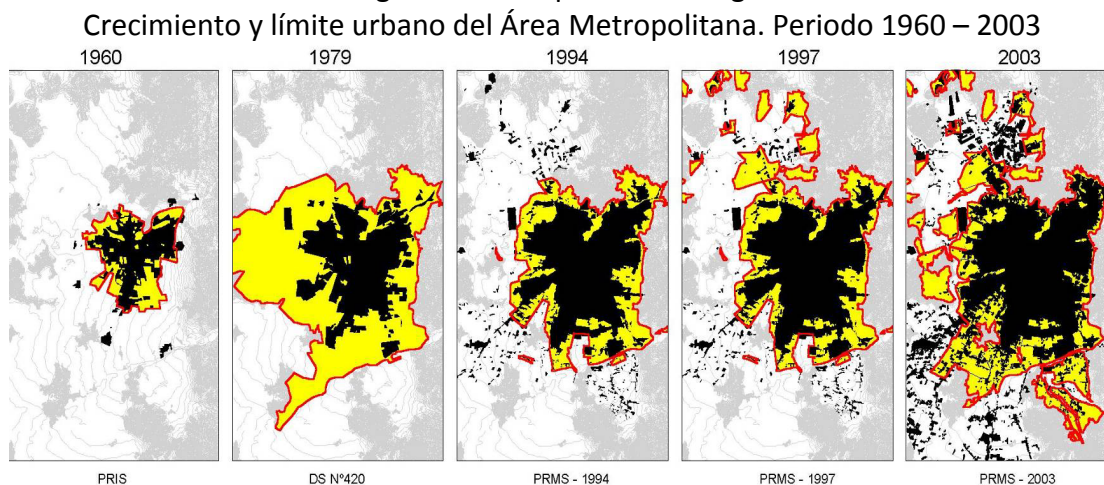 Crecimiento y límite urbano del Área Metropolitana. Periodo 1960 – 2003
1960 1979 1994 1997 2003
PRIS DS N°420 PRMS - 1994 PRMS - 1997 PRMS - 2003